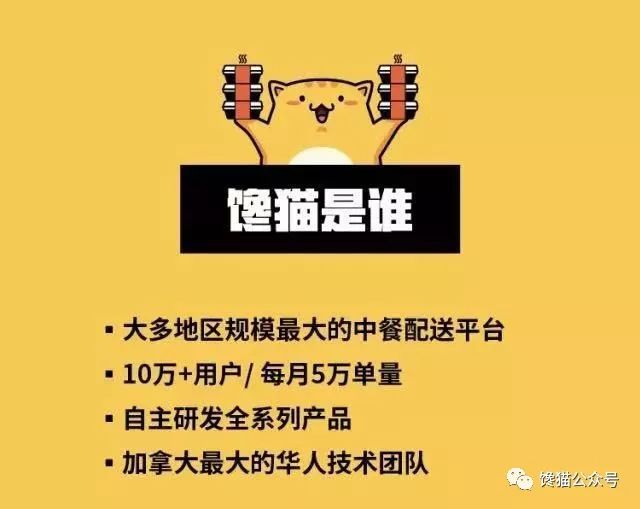 馋猫是谁
▪大多地区规模最大的中餐配送平台
▪10万+用户/ 每月5万单量
▪自主研发全系列产品
▪加拿大最大的华人技术团队
馋猫公众号